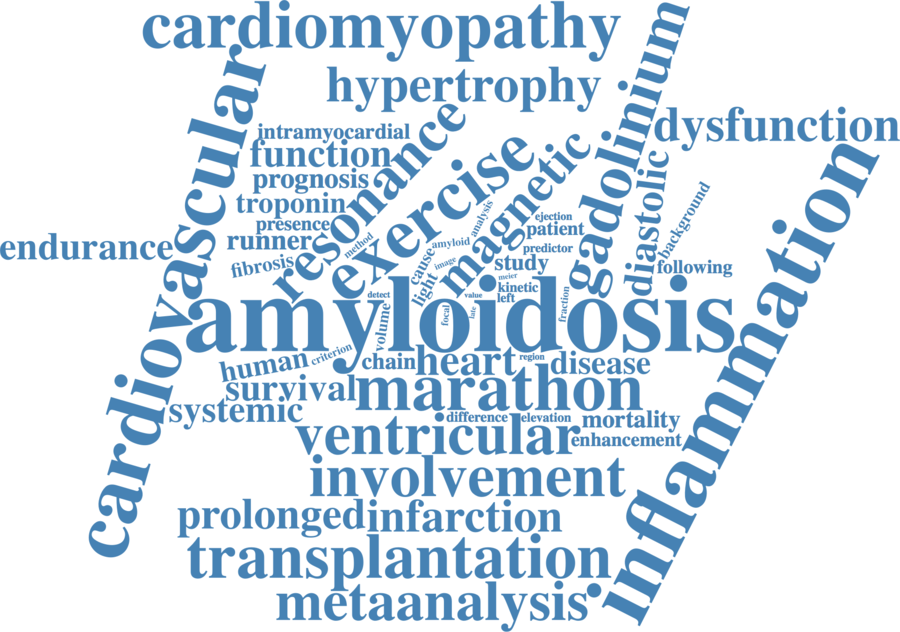 cardiomyopathy
hypertrophy
cardiovascular
gadolinium
dysfunction
intramyocardial
function
resonance
exercise
magnetic
inflammation
prognosis
troponin
presence
runner
endurance
fibrosis
method
cause
amyloid
analysis
ejection
patient
predictor
diastolic
background
light
image
study
following
meier
kinetic
left
detect
value
volume
focal
late
fraction
amyloidosis
human
criterion
chain
heart
region
disease
survival
marathon
systemic
difference
elevation
mortality
ventricular
enhancement
involvement
prolonged
infarction
transplantation
metaanalysis